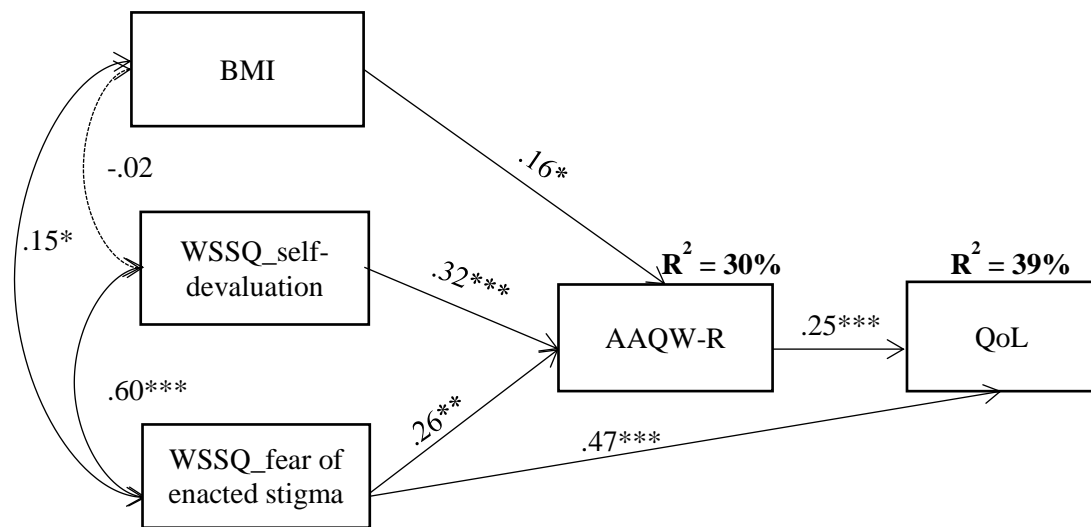 BMI
.16*
-.02
.15*
WSSQ_self-
devaluation
.32***
R² = 30%
R² = 39%
AAQW-R
.25***
QoL
.60***
.26**
.47***
WSSQ_fear of
enacted stigma